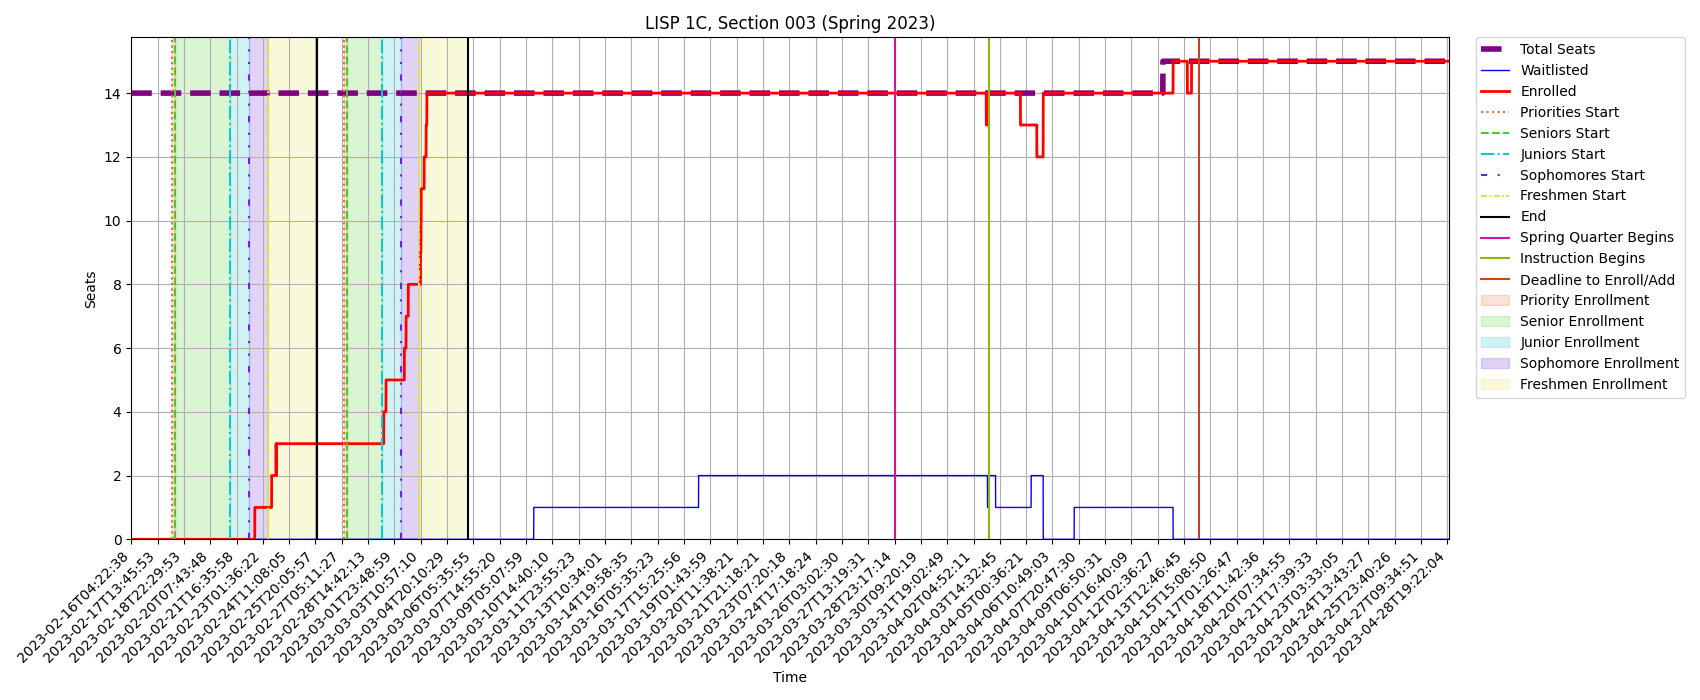 LISP 1C, Section 003 (Spring 2023)
Seats
14
12
10
8
6
4
2
0
2023-02-16T04:22:38
2023-02-17T13:45:53
2023-02-18T22:29:53
2023-02-20T07:43:48
2023-02-21T16:35:58
2023-02-23T01:36:22
2023-02-24T11:08:05
2023-02-25T20:05:57
2023-02-27T05:11:27
2023-02-28T14:42:13
2023-03-01T23:48:59
2023-03-03T10:57:10
2023-03-04T20:10:29
2023-03-06T05:35:55
2023-03-07T14:55:20
2023-03-09T05:07:59
2023-03-10T14:40:10
2023-03-11T23:55:23
2023-03-13T10:34:01
2023-03-14T19:58:35
2023-03-16T05:35:23
2023-03-17T15:25:56
2023-03-19T01:43:59
2023-03-20T11:38:21
2023-03-21T21:18:21
2023-03-23T07:20:18
2023-03-24T17:18:24
2023-03-26T03:02:30
2023-03-27T13:19:31
2023-03-28T23:17:14
2023-03-30T09:20:19
2023-03-31T19:02:49
2023-04-02T04:52:11
2023-04-03T14:32:45
2023-04-05T00:36:21
2023-04-06T10:49:03
2023-04-07T20:47:30
2023-04-09T06:50:31
2023-04-10T16:40:09
2023-04-12T02:36:27
2023-04-13T12:46:45
2023-04-15T15:08:50
2023-04-17T01:26:47
2023-04-18T11:42:36
2023-04-20T07:34:55
2023-04-21T17:39:33
2023-04-23T03:33:05
2023-04-24T13:43:27
2023-04-25T23:40:26
2023-04-27T09:34:51
2023-04-28T19:22:04
Time
Total Seats
Waitlisted
Enrolled
Priorities Start
Seniors Start
Juniors Start
Sophomores Start
Freshmen Start
End
Spring Quarter Begins
Instruction Begins
Deadline to Enroll/Add
Priority Enrollment
Senior Enrollment
Junior Enrollment
Sophomore Enrollment
Freshmen Enrollment